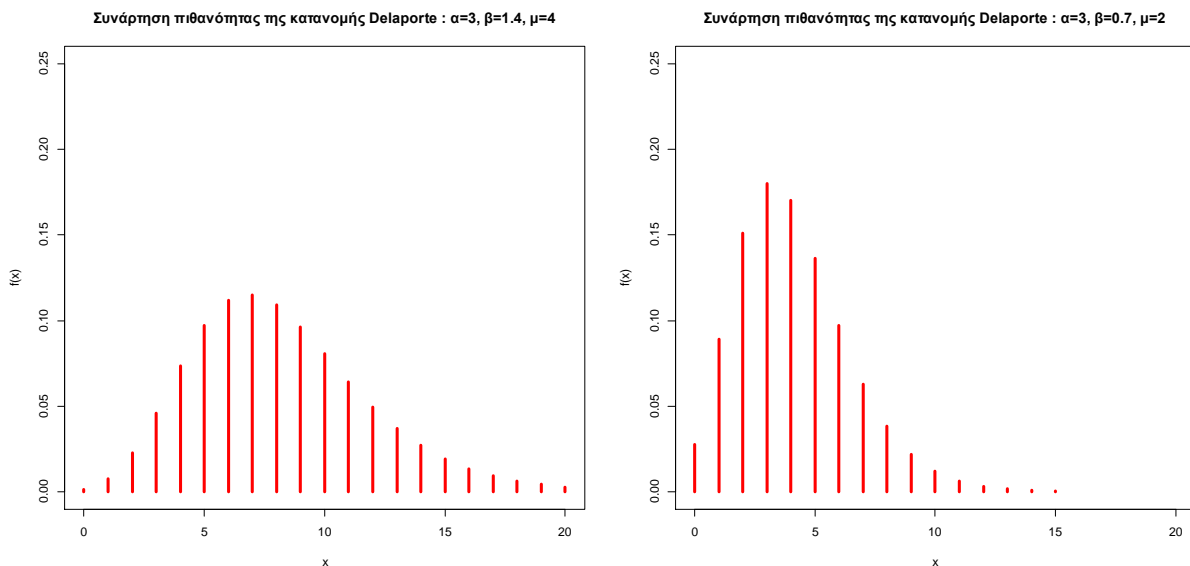 Συνάρτηση πιθανότητας της κατανομής Delaporte : α=3, β=1.4, μ=4
0.25
0.20
0.15
0.10
0.05
0.00
f(x)
0 5 10 15 20
x
Συνάρτηση πιθανότητας της κατανομής Delaporte : α=3, β=0.7, μ=2
0.25
0.20
0.15
0.10
0.05
0.00
f(x)
0 5 10 15 20
x